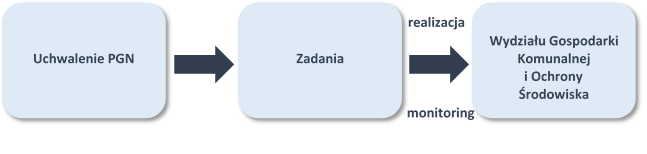 Uchwalenie PGN
Zadania
realizacja
monitoring
Wydziału Gospodarki
Komunalnej
i Ochrony
Środowiska